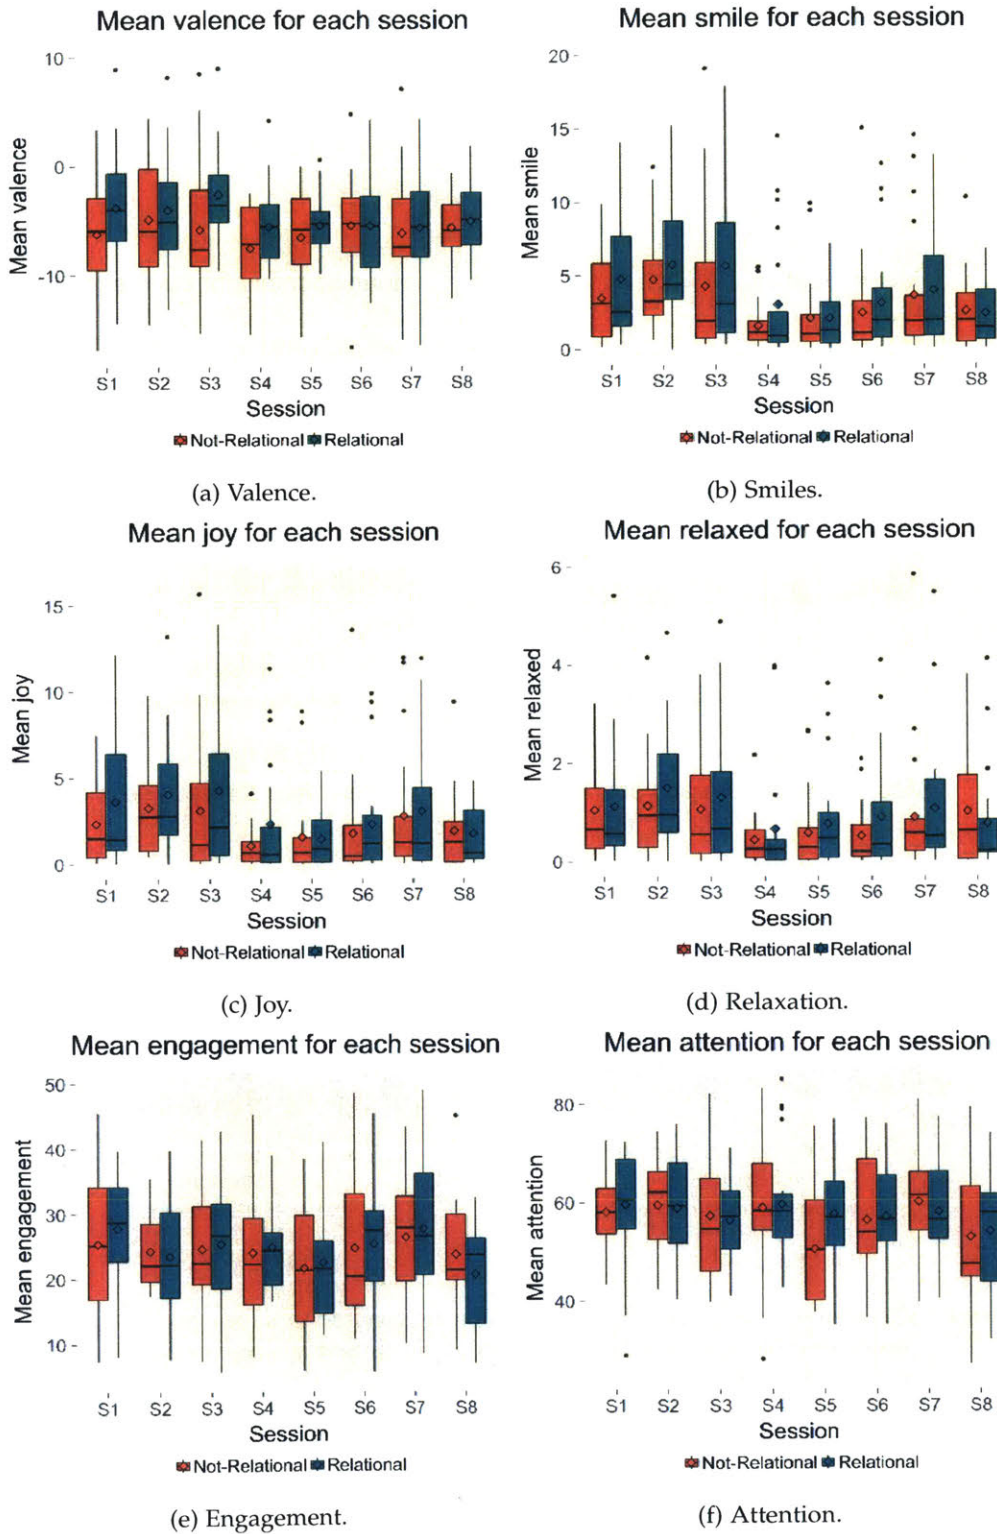 Mean valence for each session
10
0
-10
Mean valence
S1 S2 S3 S4 S5 S6 S7 S8
Session
Not-Relational Relational
(a) Valence.
Mean smile for each session
20
15
10
5
0
Mean smile
S1 S2 S3 S4 S5 S6 S7 S8
Session
Not-Relational Relational
(b) Smiles.
Mean joy for each session
15
10
5
0
Mean joy
S1 S2 S3 S4 S5 S6 S7 S8
Session
Not-Relational Relational
(c) Joy.
Mean relaxed for each session
6
4
2
0
Mean relaxed
S1 S2 S3 S4 S5 S6 S7 S8
Session
Not-Relational Relational
(d) Relaxation.
Mean engagement for each session
50
40
30
20
10
Mean engagement
S1 S2 S3 S4 S5 S6 S7 S8
Session
Not-Relational Relational
(e) Engagement.
Mean attention for each session
80
60
40
Mean attention
S1 S2 S3 S4 S5 S6 S7 S8
Session
Not-Relational Relational
(f) Attention.